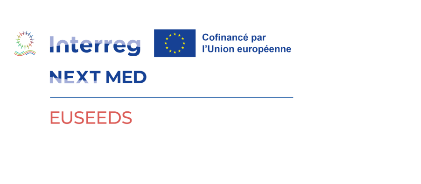 Interreg
Cofinancé par
l'Union européenne
NEXT MED
EUSEEDS